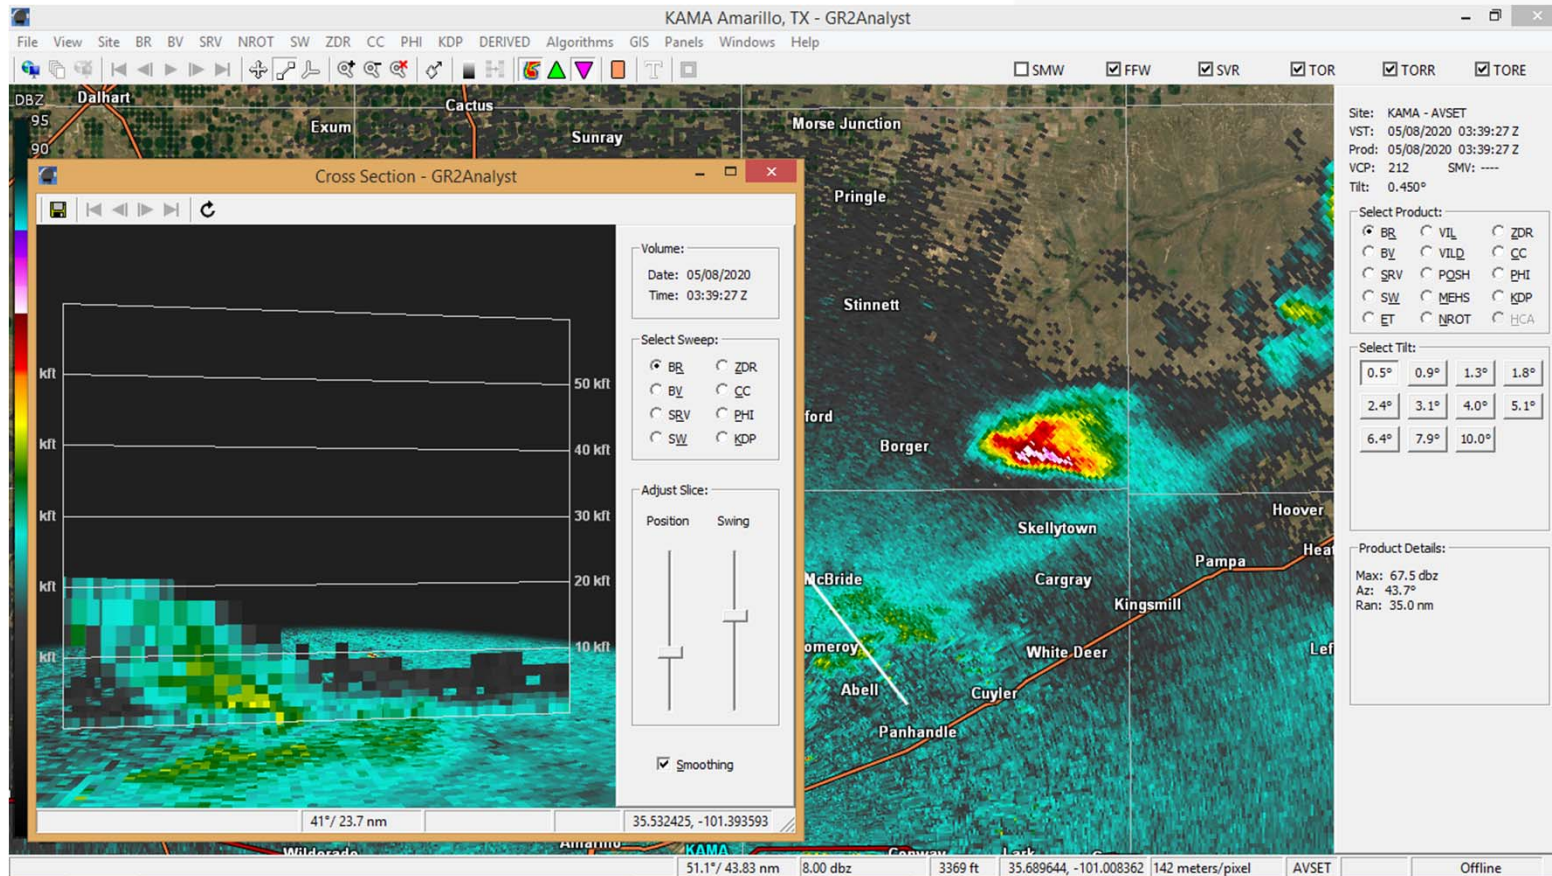 KAMA Amarillo, TX - GR2Analyst
File View Site BR BV SRV NROT SW ZDR CC PHI KDP DERIVED Algorithms GIS Panels Windows Help
SMW FFW SVR TOR TORR TORE
DBZ
95
90
Dalhart
Cactus
Exum
Sunray
Morse Junction
Pringle
Stinnett
ford
Borger
Skellytown
Hoover
Pampa
Hea
McBride
Cargray
Kingsmill
omeroy
White Deer
Lef
Abell
Cuyler
Panhandle
Wilderado
Amarillo
KAMA
Conway
Lark
Cross Section - GR2Analyst
kft
kft
kft
kft
kft
50 kft
40 kft
30 kft
20 kft
10 kft
Volume:
Date: 05/08/2020
Time: 03:39:27 Z
Select Sweep:
BR ZDR
BV CC
SRV PHI
SW KDP
Adjust Slice:
Position Swing
Smoothing
41°/ 23.7 nm 35.532425, -101.393593
Site: KAMA - AVSET
VST: 05/08/2020 03:39:27 Z
Prod: 05/08/2020 03:39:27 Z
VCP: 212 SMV: ----
Tilt: 0.450°
Select Product:
BR VIL ZDR
BV VILD CC
SRV POSH PHI
SW MEHS KDP
ET NROT HCA
Select Tilt:
0.5° 0.9° 1.3° 1.8°
2.4° 3.1° 4.0° 5.1°
6.4° 7.9° 10.0°
Product Details:
Max: 67.5 dbz
Az: 43.7°
Ran: 35.0 nm
51.1°/ 43.83 nm 8.00 dbz 3369 ft 35.689644, -101.008362 142 meters/pixel AVSET Offline